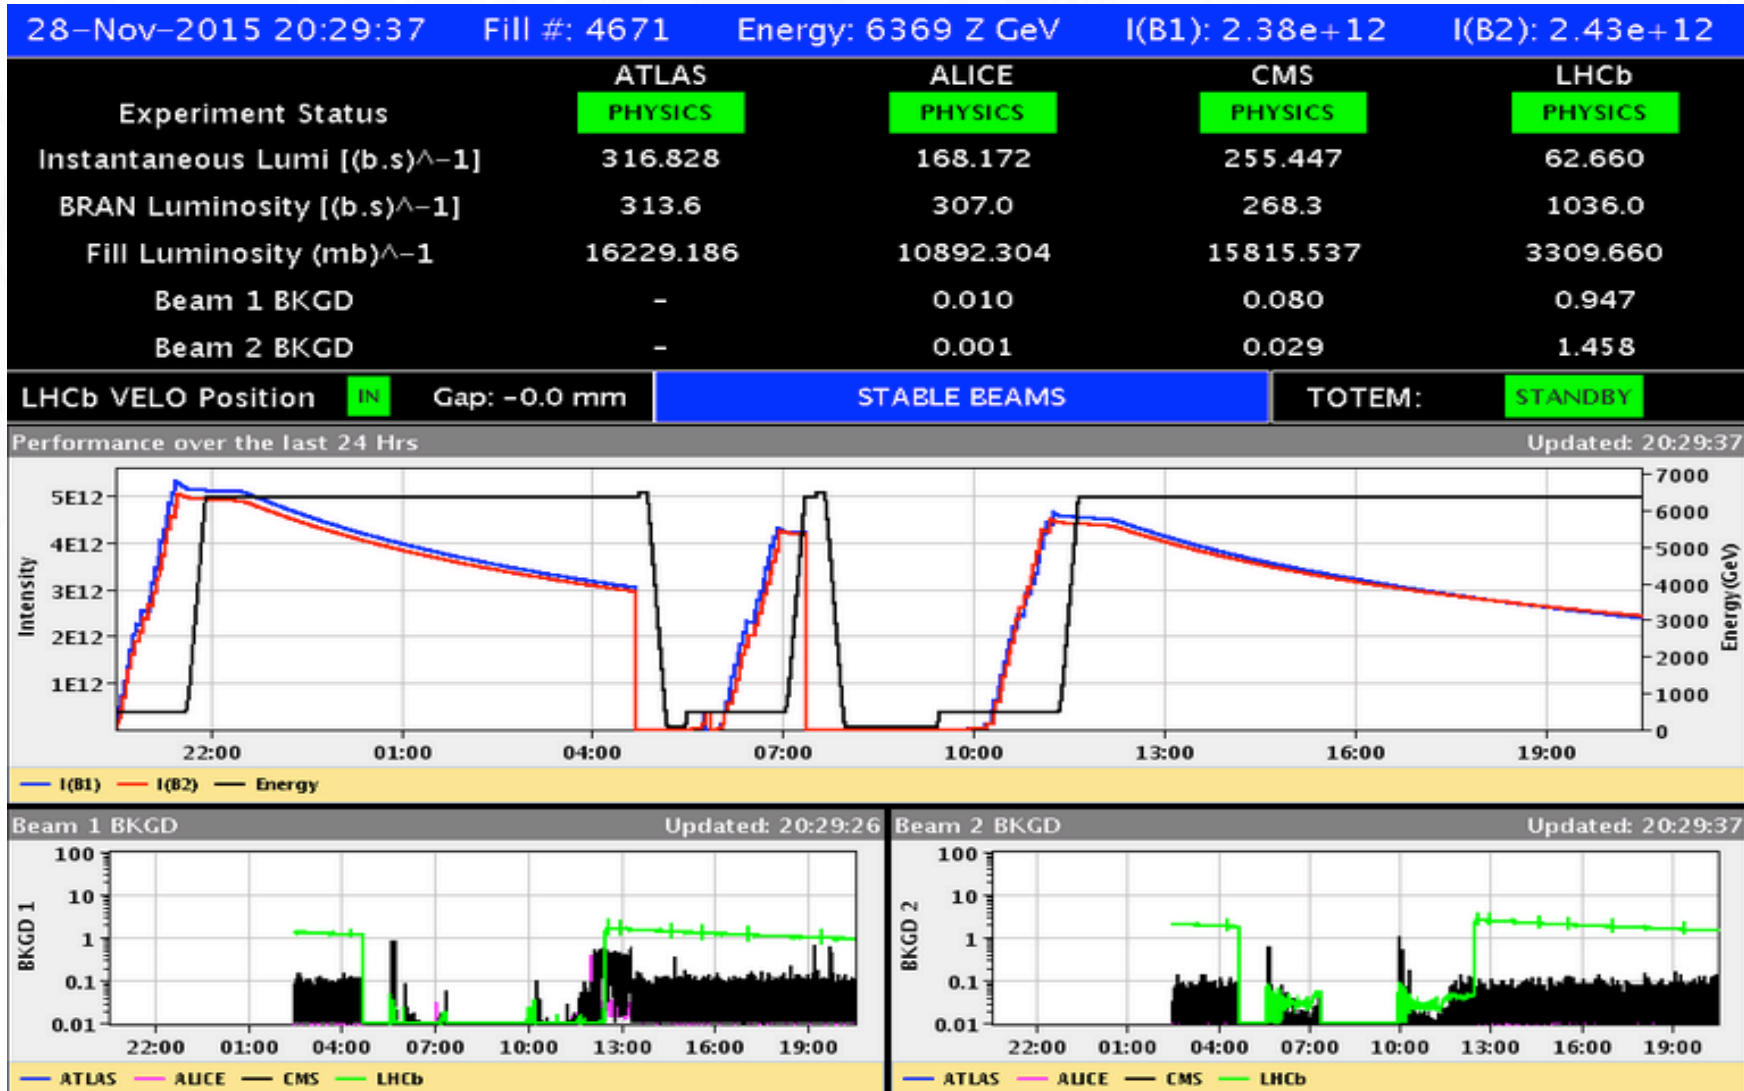 28-Nov-2015 20:29:37 Fill #: 4671 Energy: 6369 Z GeV I(B1): 2.38e+12 I(B2): 2.43e+12
ATLAS ALICE CMS LHCb
Experiment Status PHYSICS PHYSICS PHYSICS PHYSICS
Instantaneous Lumi [(b.s)^-1] 316.828 168.172 255.447 62.660
BRAN Luminosity [(b.s)^-1] 313.6 307.0 268.3 1036.0
Fill Luminosity (mb)^-1 16229.186 10892.304 15815.537 3309.660
Beam 1 BKGD - 0.010 0.080 0.947
Beam 2 BKGD - 0.001 0.029 1.458
LHCb VELO Position IN Gap: -0.0 mm STABLE BEAMS TOTEM: STANDBY
Performance over the last 24 Hrs Updated: 20:29:37
Intensity
5E12
4E12
3E12
2E12
1E12
7000
6000
5000
4000
3000
2000
1000
0
Energy(GeV)
22:00 01:00 04:00 07:00 10:00 13:00 16:00 19:00
I(B1) I(B2) Energy
Beam 1 BKGD Updated: 20:29:26
BKGD 1
100
10
1
0.1
0.01
22:00 01:00 04:00 07:00 10:00 13:00 16:00 19:00
ATLAS ALICE CMS LHCb
Beam 2 BKGD Updated: 20:29:37
BKGD 2
100
10
1
0.1
0.01
22:00 01:00 04:00 07:00 10:00 13:00 16:00 19:00
ATLAS ALICE CMS LHCb